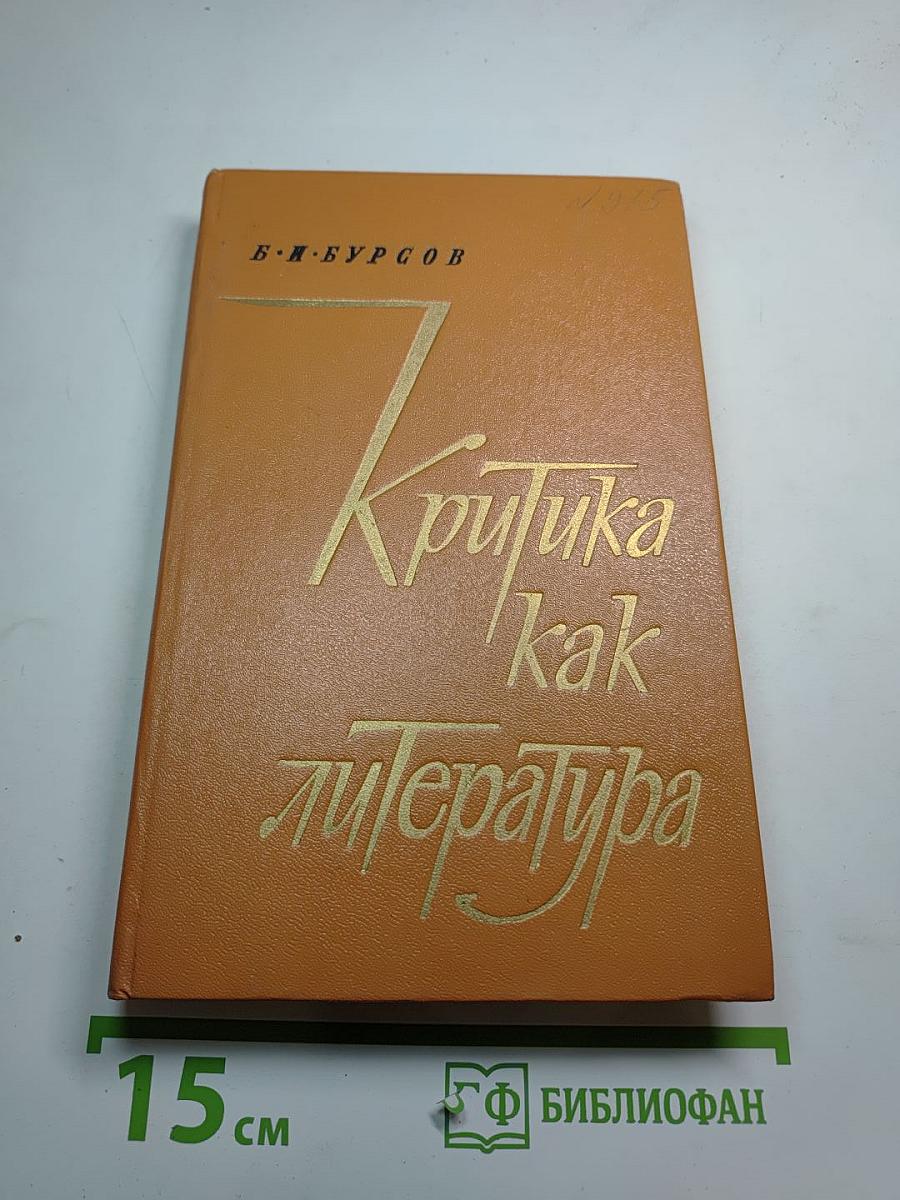 Б·И·БУРСОВ
Критика
как
литература
15 см
БИБЛИОФАН